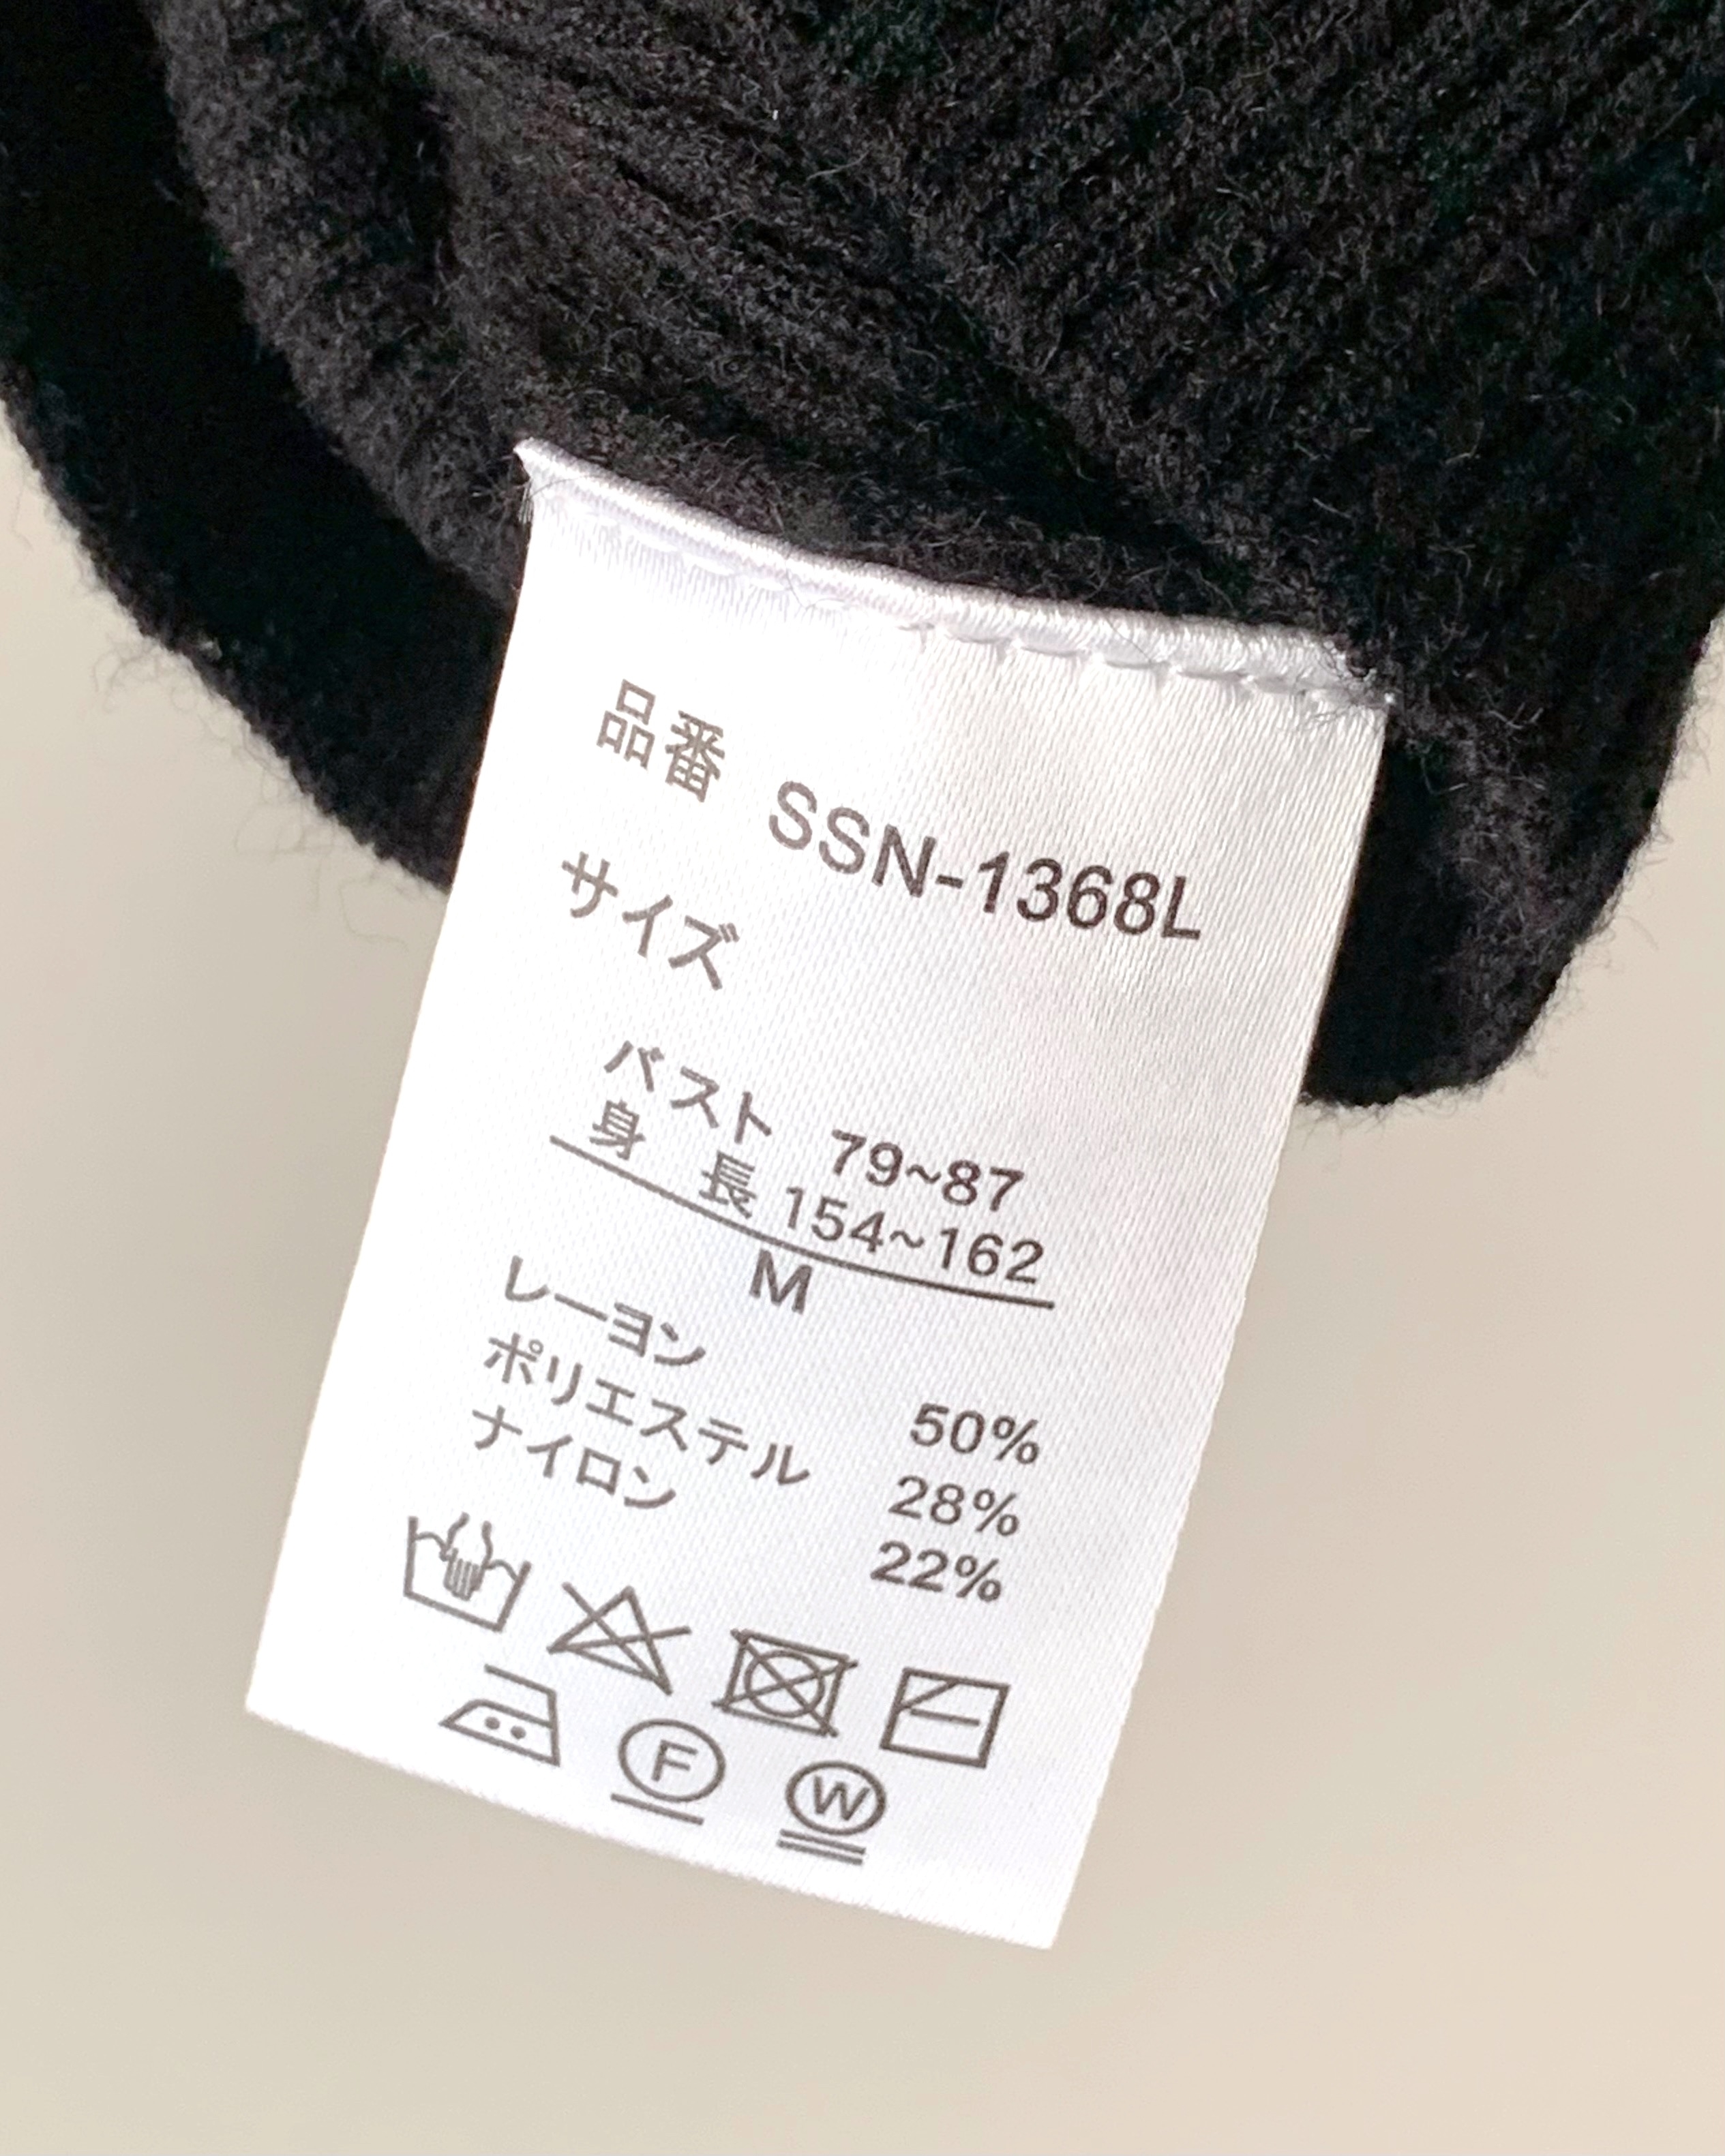 品番 SSN-1368L
サイズ
バスト 79~87
身 長 154~162
M
レーヨン 50%
ポリエステル 28%
ナイロン 22%
F
W